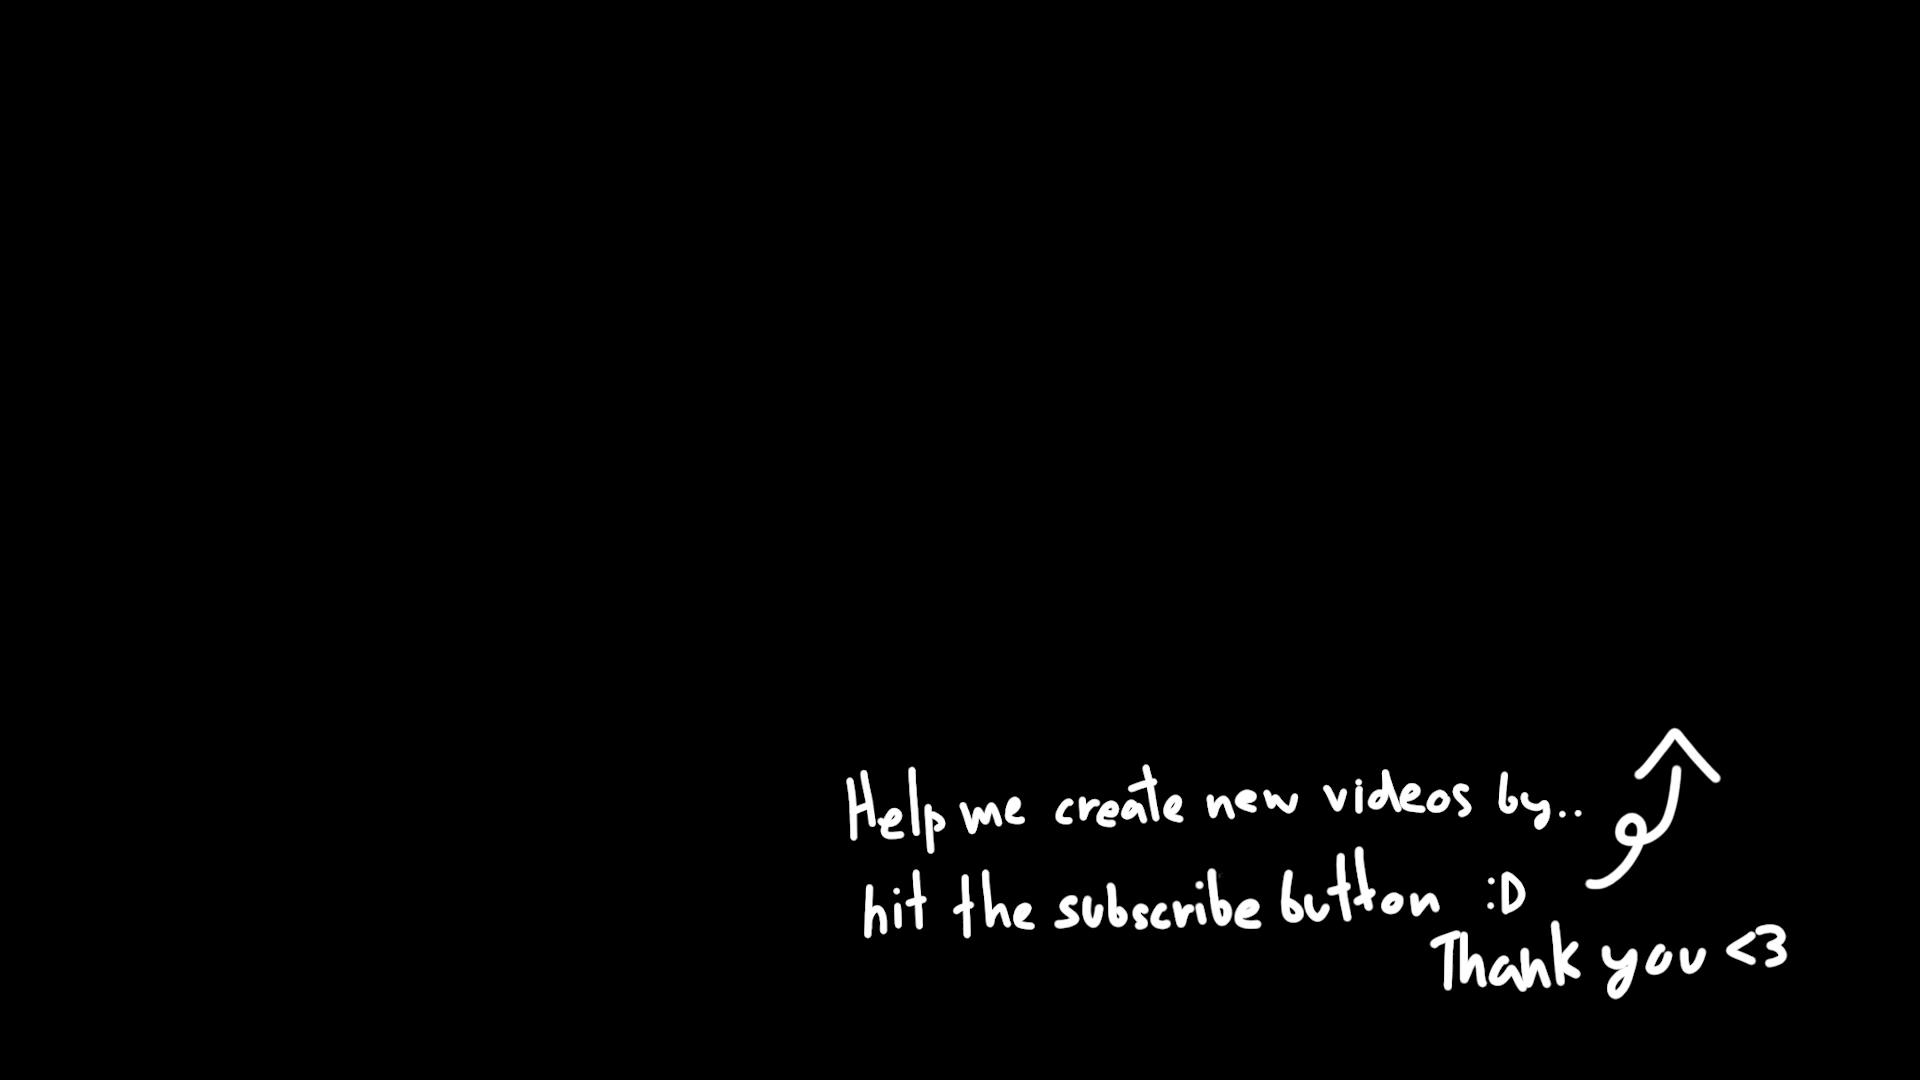 Help me create new videos by..
hit the subscribe button :D
Thank you <3